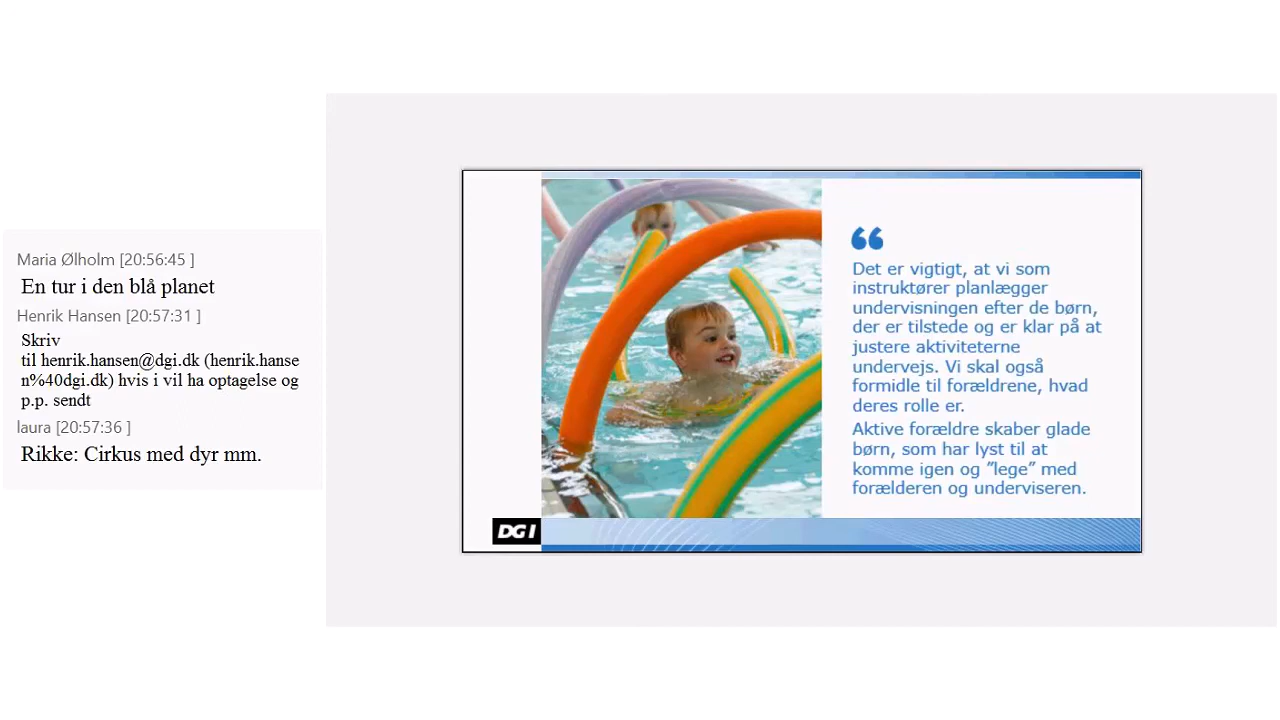 Maria Ølholm [20:56:45 ]
En tur i den blå planet
Henrik Hansen [20:57:31 ]
Skriv
til henrik.hansen@dgi.dk (henrik.hanse
n%40dgi.dk) hvis i vil ha optagelse og
p.p. sendt
laura [20:57:36 ]
Rikke: Cirkus med dyr mm.
“
Det er vigtigt, at vi som
instruktører planlægger
undervisningen efter de børn,
der er tilstede og er klar på at
justere aktiviteterne
undervejs. Vi skal også
formidle til forældrene, hvad
deres rolle er.
Aktive forældre skaber glade
børn, som har lyst til at
komme igen og ”lege” med
forælderen og underviseren.
DGI